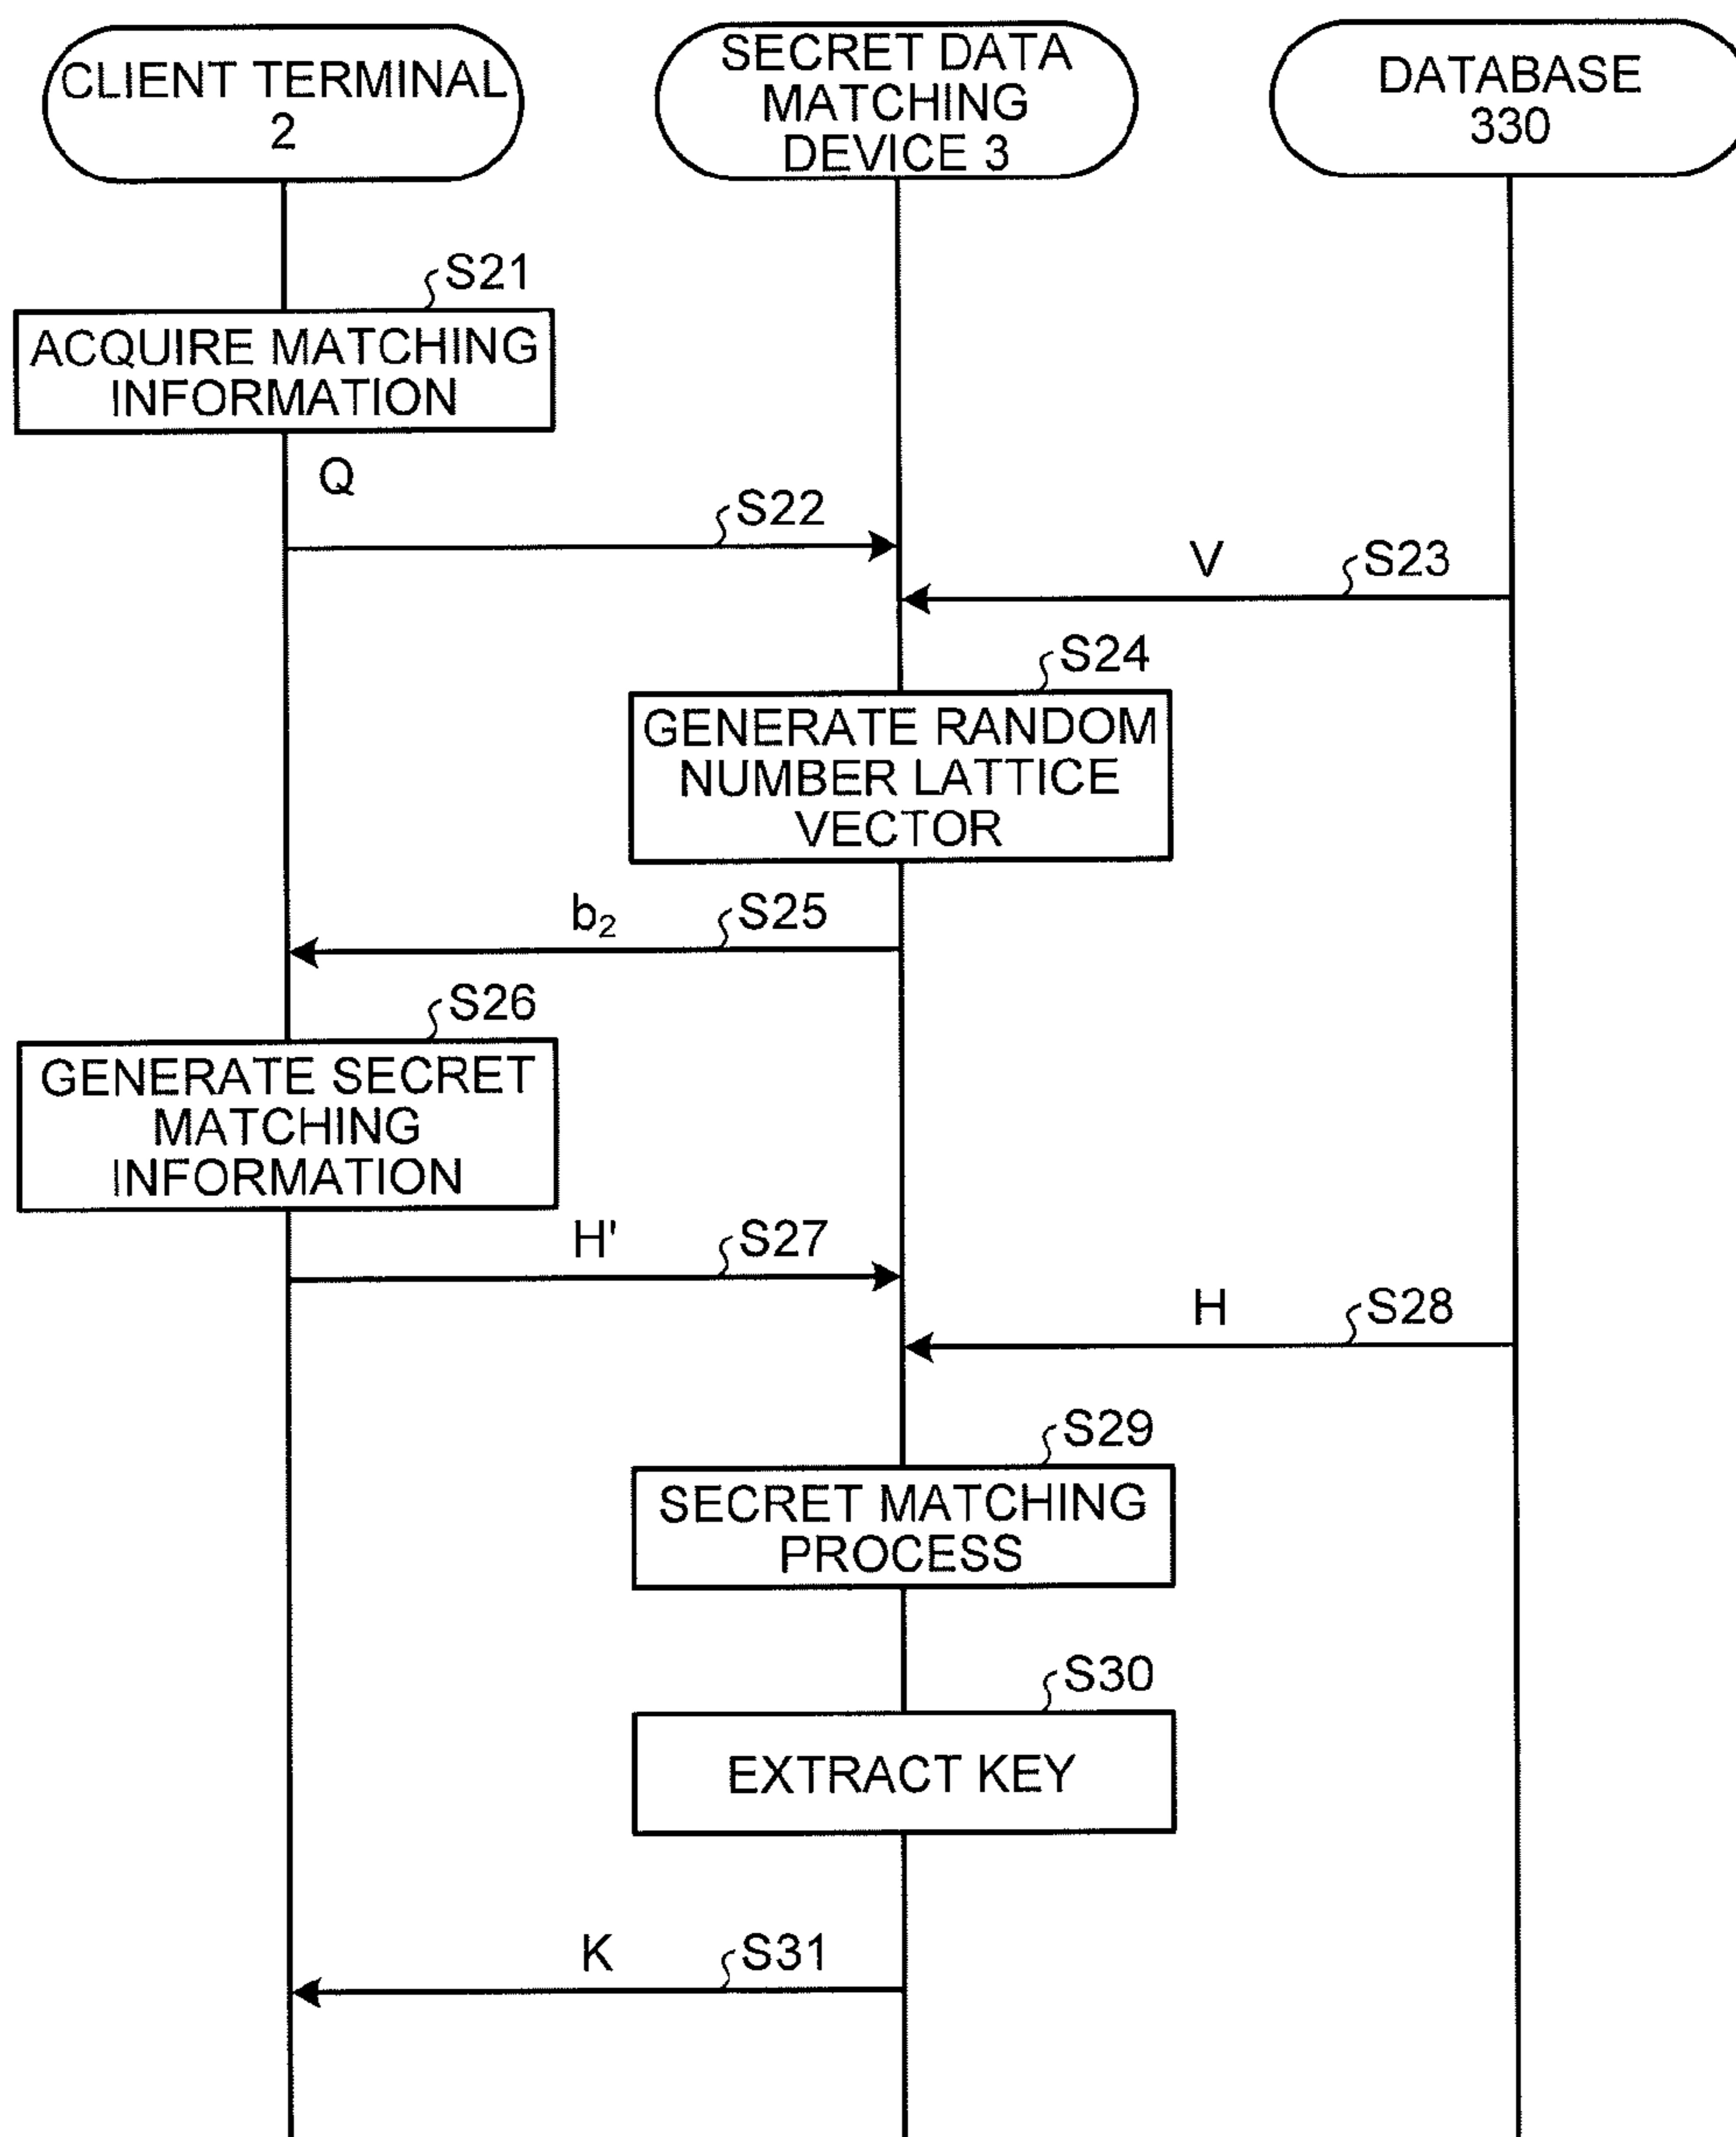 CLIENT TERMINAL
2
SECRET DATA
MATCHING
DEVICE 3
DATABASE
330
S21
ACQUIRE MATCHING
INFORMATION
Q
S22
V
S23
S24
GENERATE RANDOM
NUMBER LATTICE
VECTOR
b₂
S25
S26
GENERATE SECRET
MATCHING
INFORMATION
H'
S27
H
S28
S29
SECRET MATCHING
PROCESS
S30
EXTRACT KEY
K
S31